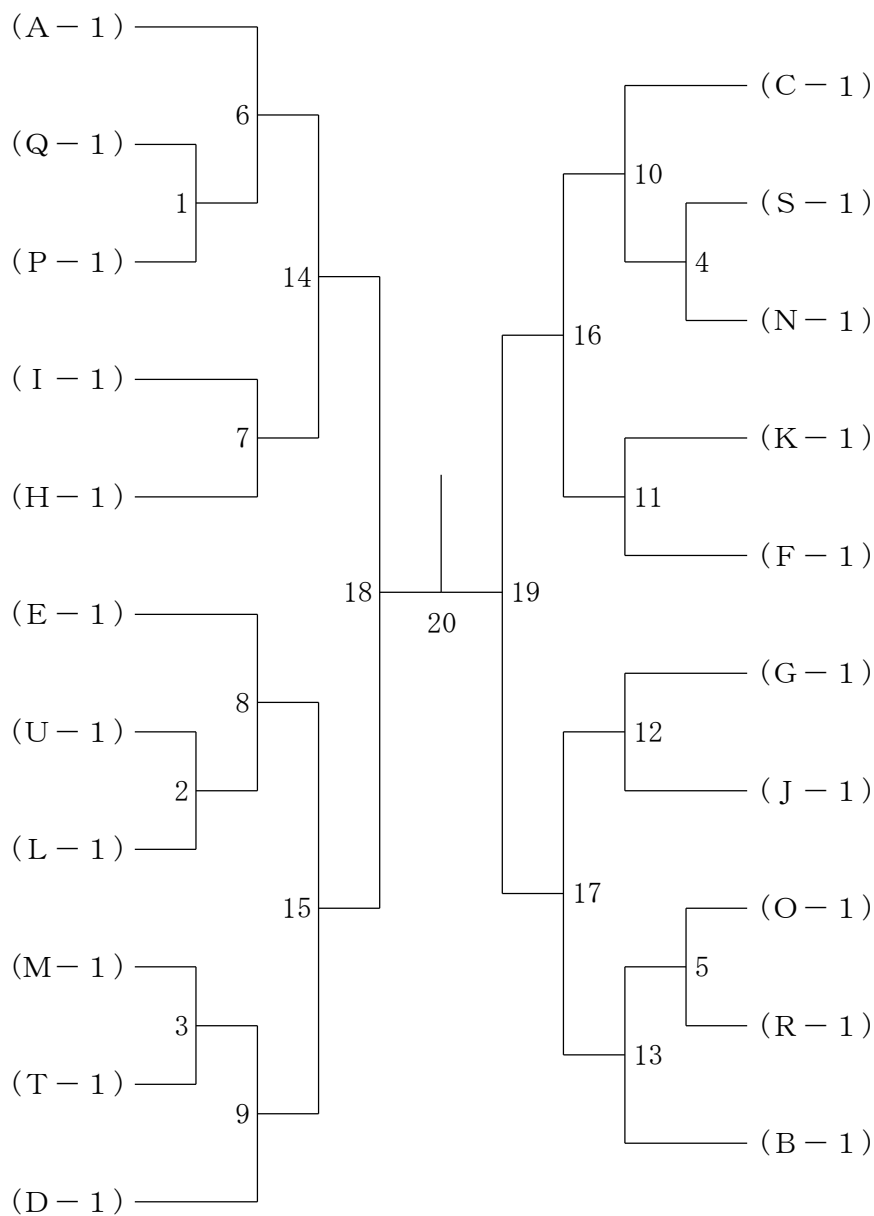 (A－1)
(C－1)
6
(Q－1)
10
1
(S－1)
(P－1)
4
14
(N－1)
16
(I－1)
7
(K－1)
(H－1)
11
(F－1)
18
19
20
(E－1)
(G－1)
8
(U－1)
12
2
(J－1)
(L－1)
17
15
(O－1)
(M－1)
5
3
(R－1)
13
(T－1)
9
(B－1)
(D－1)